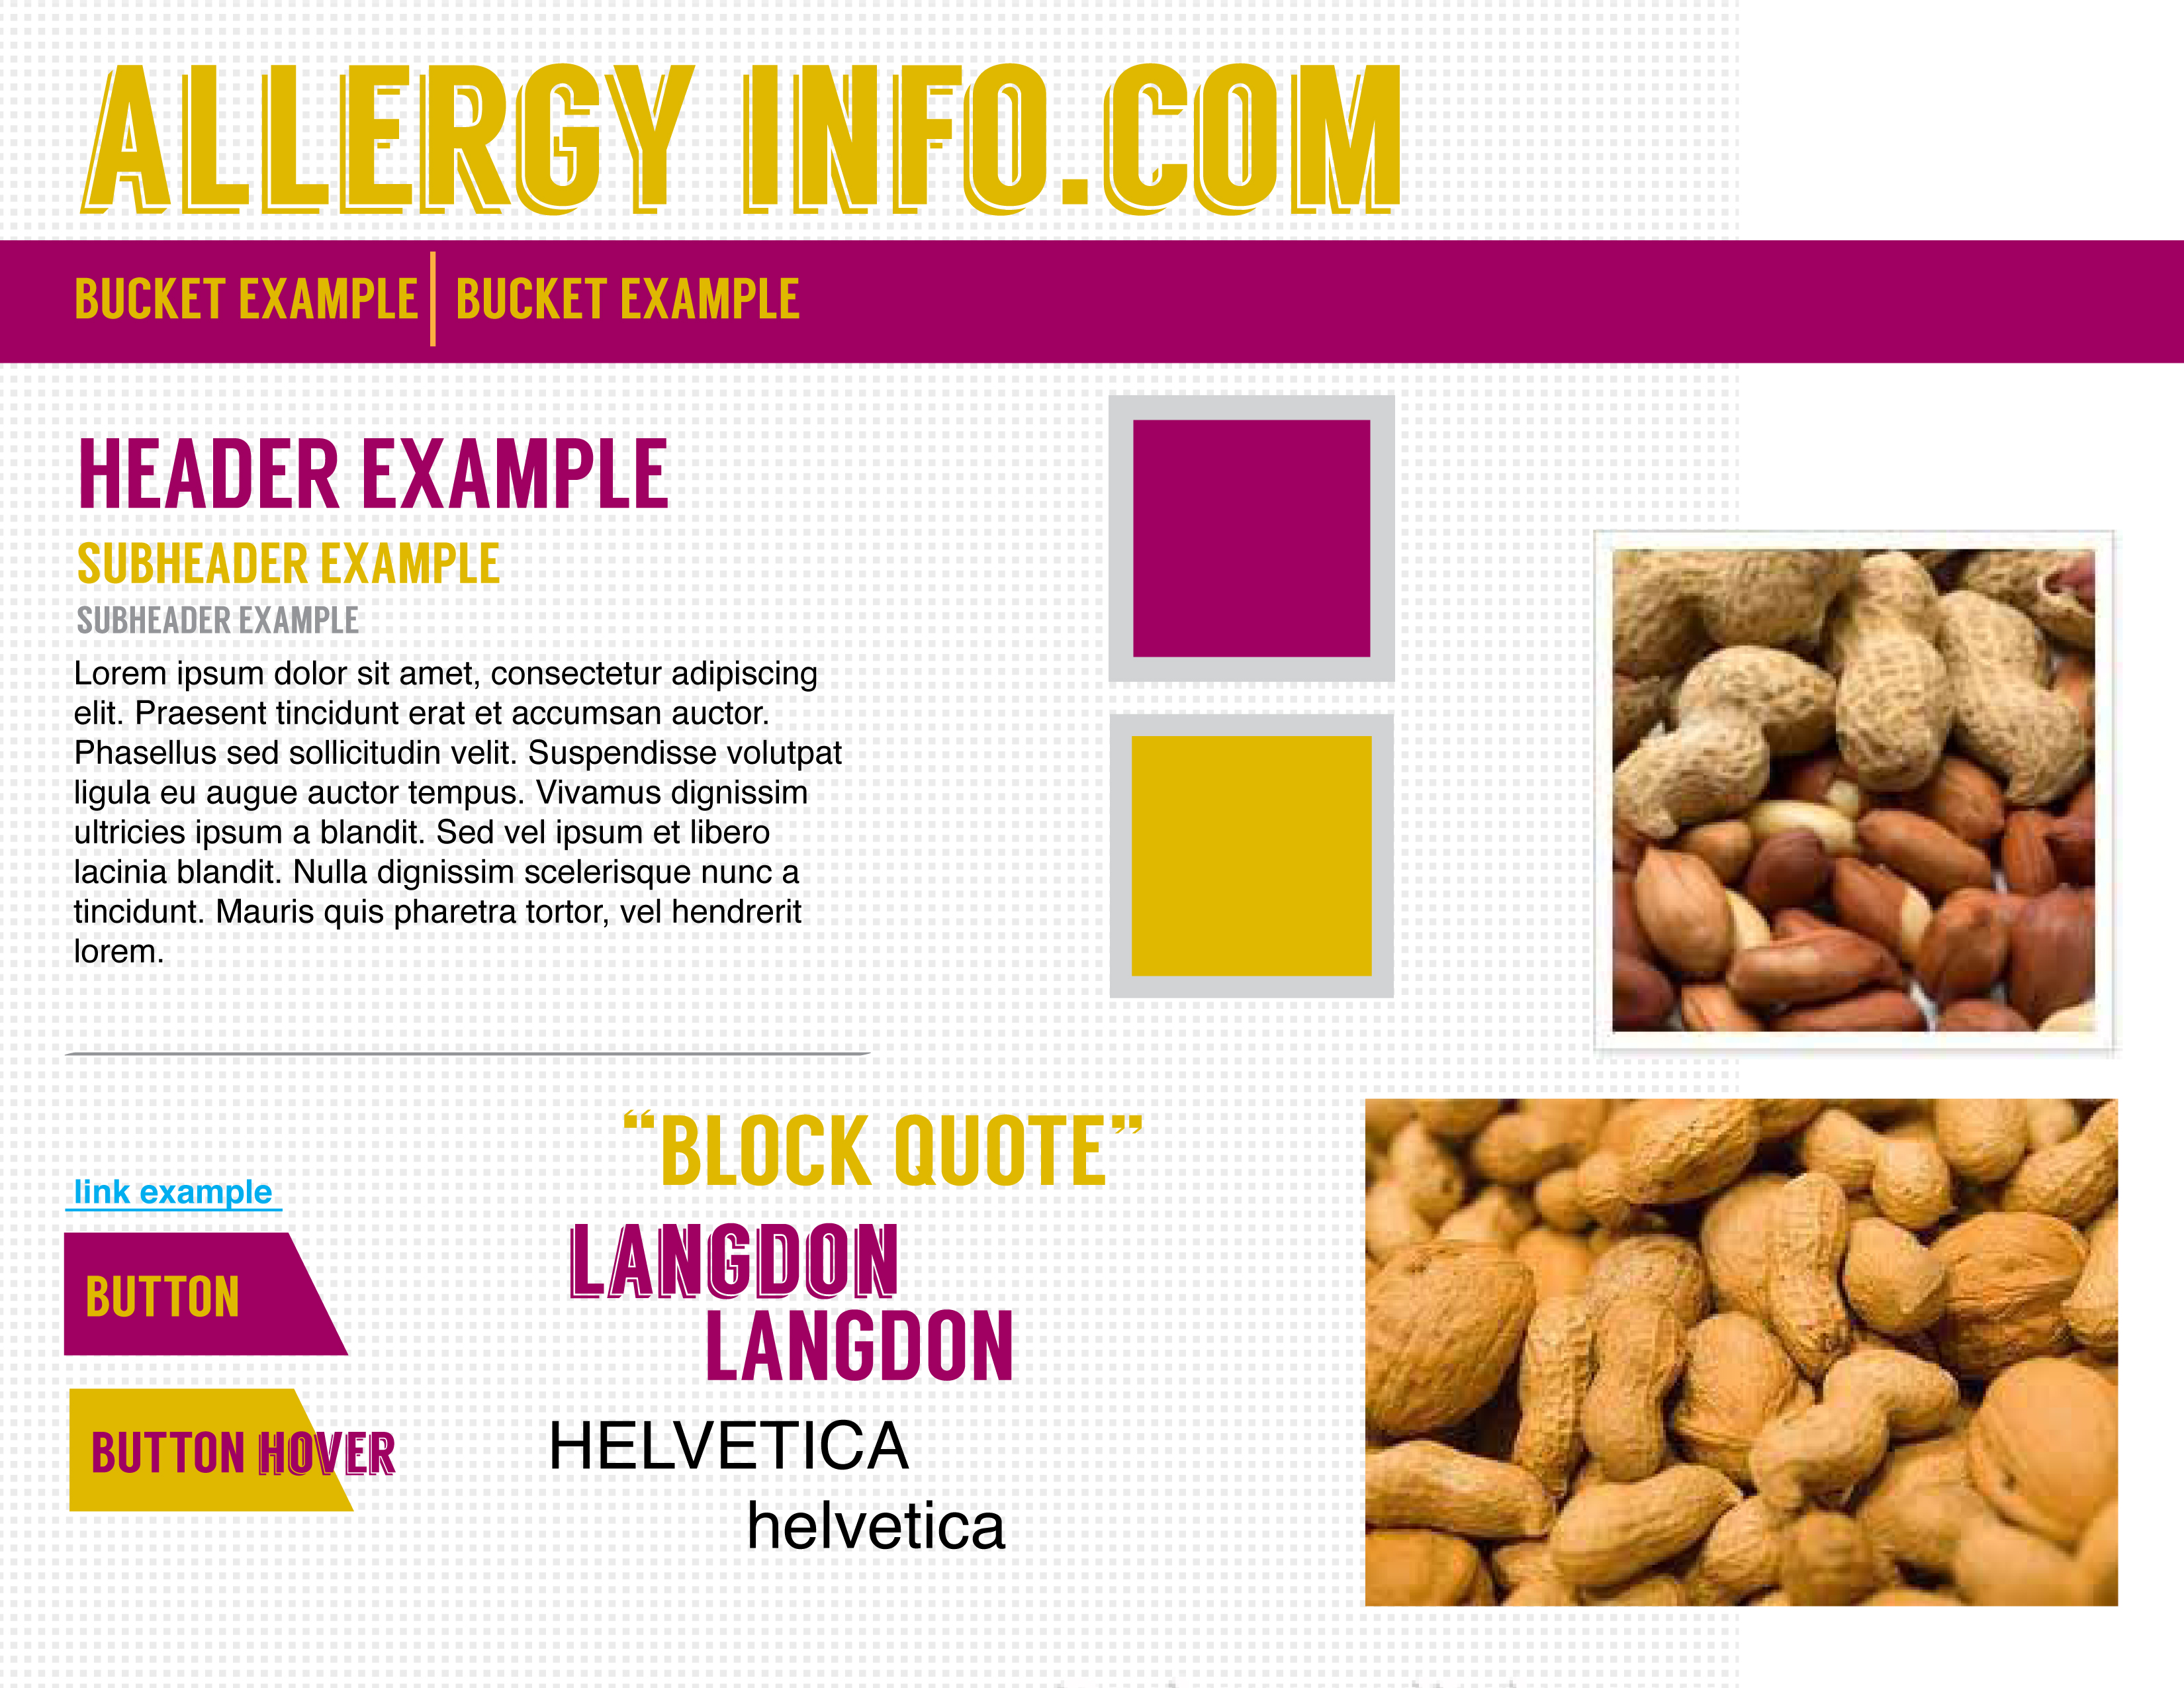 ALLERGY INFO.COM
BUCKET EXAMPLE | BUCKET EXAMPLE
HEADER EXAMPLE
SUBHEADER EXAMPLE
SUBHEADER EXAMPLE
Lorem ipsum dolor sit amet, consectetur adipiscing
elit. Praesent tincidunt erat et accumsan auctor.
Phasellus sed sollicitudin velit. Suspendisse volutpat
ligula eu augue auctor tempus. Vivamus dignissim
ultricies ipsum a blandit. Sed vel ipsum et libero
lacinia blandit. Nulla dignissim scelerisque nunc a
tincidunt. Mauris quis pharetra tortor, vel hendrerit
lorem.
link example
BUTTON
BUTTON HOVER
“BLOCK QUOTE”
LANGDON
LANGDON
HELVETICA
helvetica